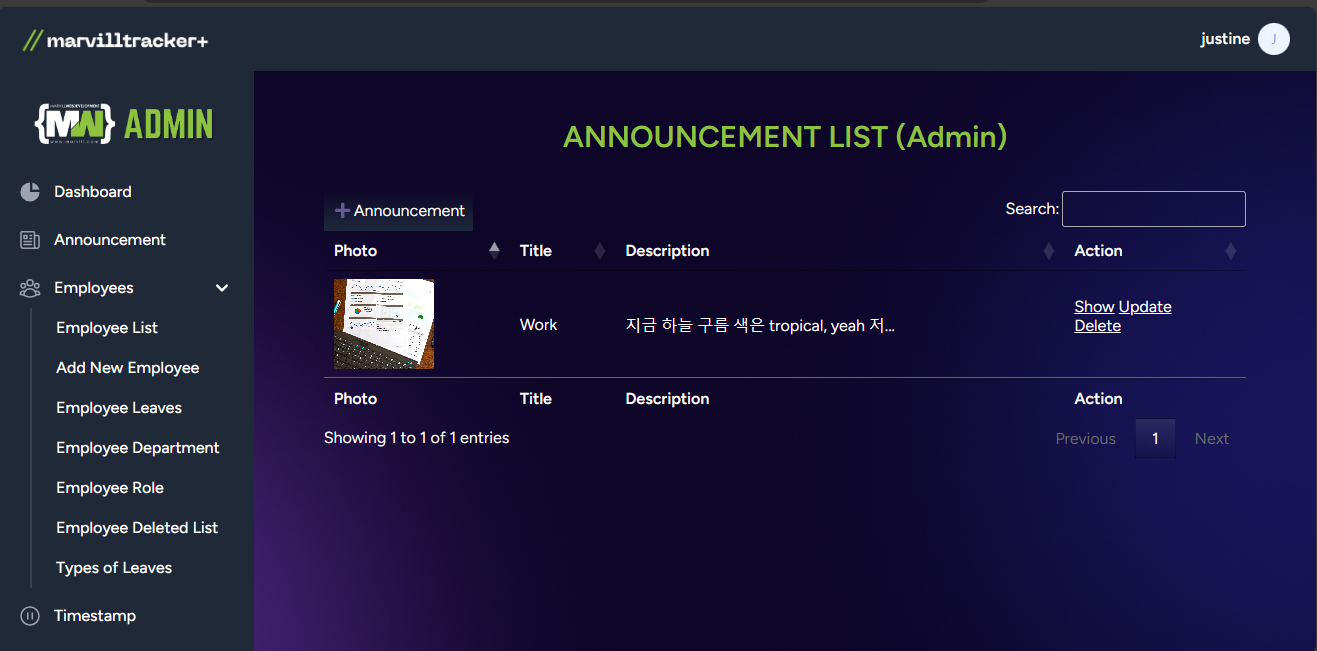 marvilltracker+
justine
J
MW ADMIN
www.marvill.com
Dashboard
Announcement
Employees
Employee List
Add New Employee
Employee Leaves
Employee Department
Employee Role
Employee Deleted List
Types of Leaves
Timestamp
ANNOUNCEMENT LIST (Admin)
Announcement
Search:
Photo Title Description Action
Work 지금 하늘 구름 색은 tropical, yeah 저... Show Update
Delete
Photo Title Description Action
Showing 1 to 1 of 1 entries
Previous 1 Next